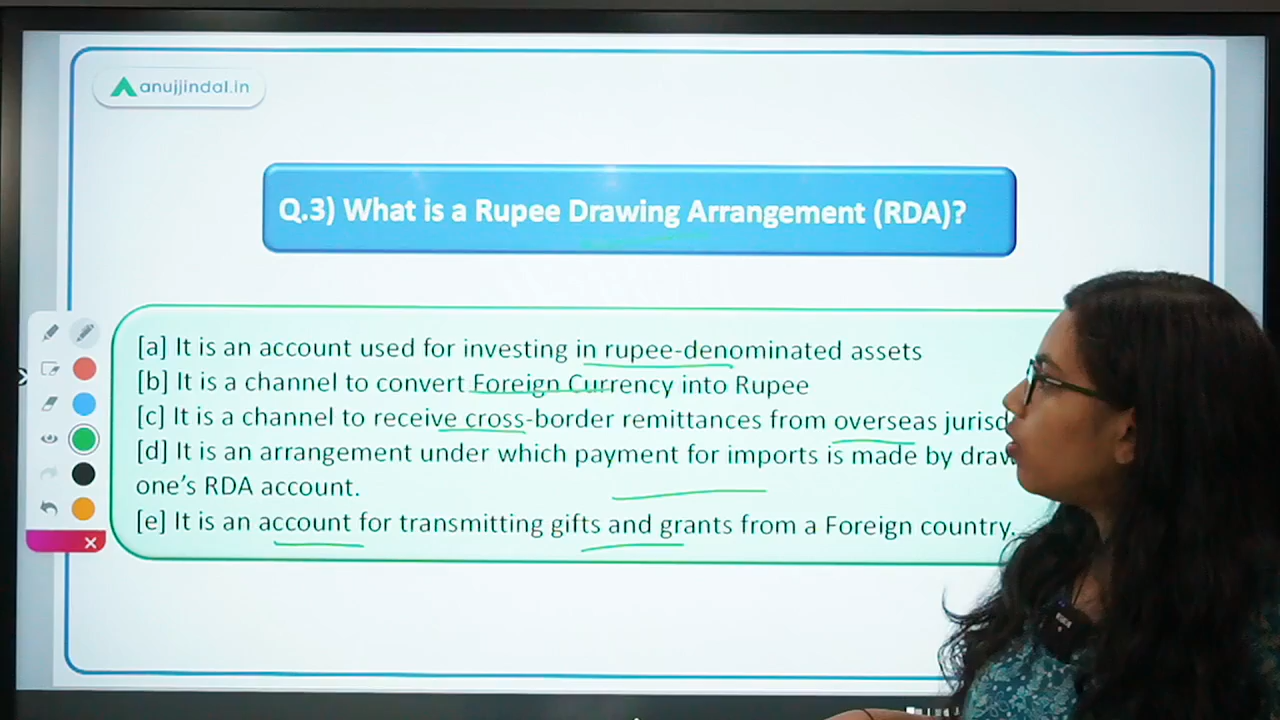 anujjindal.in
Q.3) What is a Rupee Drawing Arrangement (RDA)?
[a] It is an account used for investing in rupee-denominated assets
[b] It is a channel to convert Foreign Currency into Rupee
[c] It is a channel to receive cross-border remittances from overseas
[d] It is an arrangement under which payment for imports is made by
one's RDA account.
[e] It is an account for transmitting gifts and grants from a Foreign country.